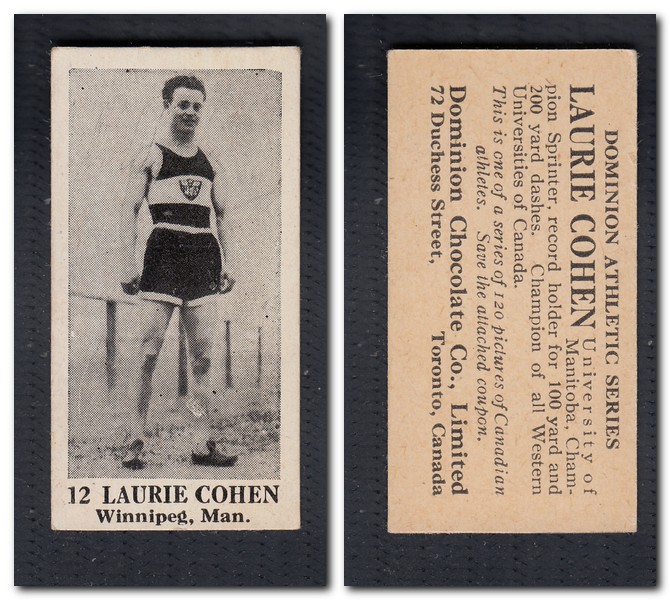 12 LAURIE COHEN
Winnipeg, Man.
DOMINION ATHLETIC SERIES
LAURIE COHEN University of
Manitoba, Cham-
pion Sprinter, record holder for 100 yard and
200 yard dashes. Champion of all Western
Universities of Canada.
This is one of a series of 120 pictures of Canadian
athletes. Save the attached coupon.
Dominion Chocolate Co., Limited
72 Duchess Street, Toronto, Canada